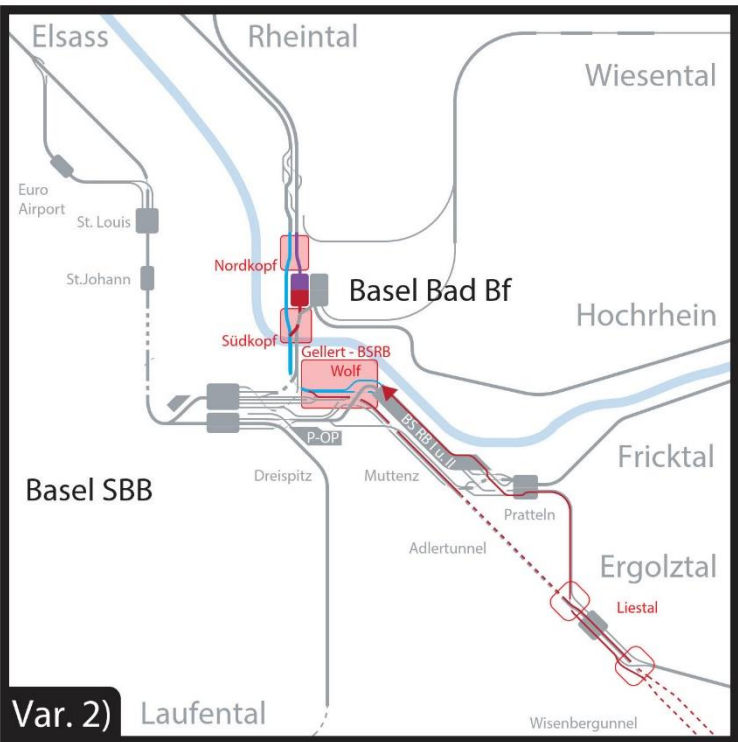 Elsass
Rheintal
Wiesental
Euro
Airport
St. Louis
St.Johann
Nordkopf
Basel Bad Bf
Hochrhein
Südkopf
Gellert - BSRB
Wolf
P-OP
BS RB I u. II
Fricktal
Basel SBB
Dreispitz
Muttenz
Pratteln
Adlertunnel
Ergolztal
Liestal
Var. 2)
Laufental
Wisenbergunnel